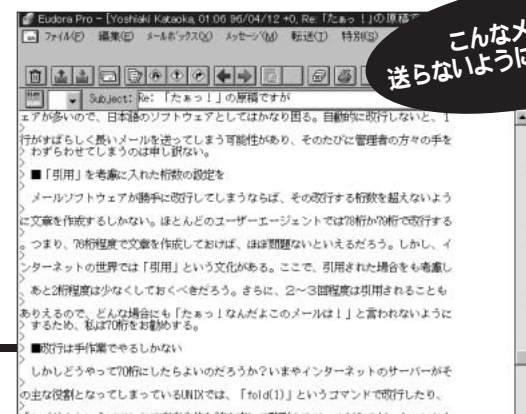 Eudora Pro - [Yoshiaki Kataoka, 01:06 96/04/12 +0, Re: 「たぁっ！」の原稿で
ファイル(F) 編集(E) メールボックス(X) メッセージ(M) 転送(T) 特別(S)
こんなメ
送らないように
Subject: Re: 「たぁっ！」の原稿ですが
ェアが多いので、日本語のソフトウェアとしてはかなり困る。自動的に改行しないと、1
>
行がすばらしく長いメールを送ってしまう可能性があり、そのたびに管理者の方々の手を
> わずらわせてしまうのは申し訳ない。
>
> ■「引用」を考慮に入れた桁数の設定を
>
> メールソフトウェアが勝手に改行してしまうならば、その改行する桁数を超えないよう
>
に文章を作成するしかない。ほとんどのユーザーエージェントでは78桁か79桁で改行する
>
。つまり、76桁程度で文章を作成しておけば、ほぼ問題ないといえるだろう。しかし、イ
>
ンターネットの世界では「引用」という文化がある。ここで、引用された場合をも考慮し
>
、あと2桁程度は少なくしておくべきだろう。さらに、2〜3回程度は引用されることも
>
ありえるので、どんな場合にも「たぁっ！なんだよこのメールは！」と言われないように
> するため、私は70桁をお勧めする。
>
> ■改行は手作業でやるしかない
>
> しかしどうやって70桁にしたらよいのだろうか？いまやインターネットのサーバーがそ
>
の主な役割となってしまっているUNIXでは、「fold(1)」というコマンドで改行したり、